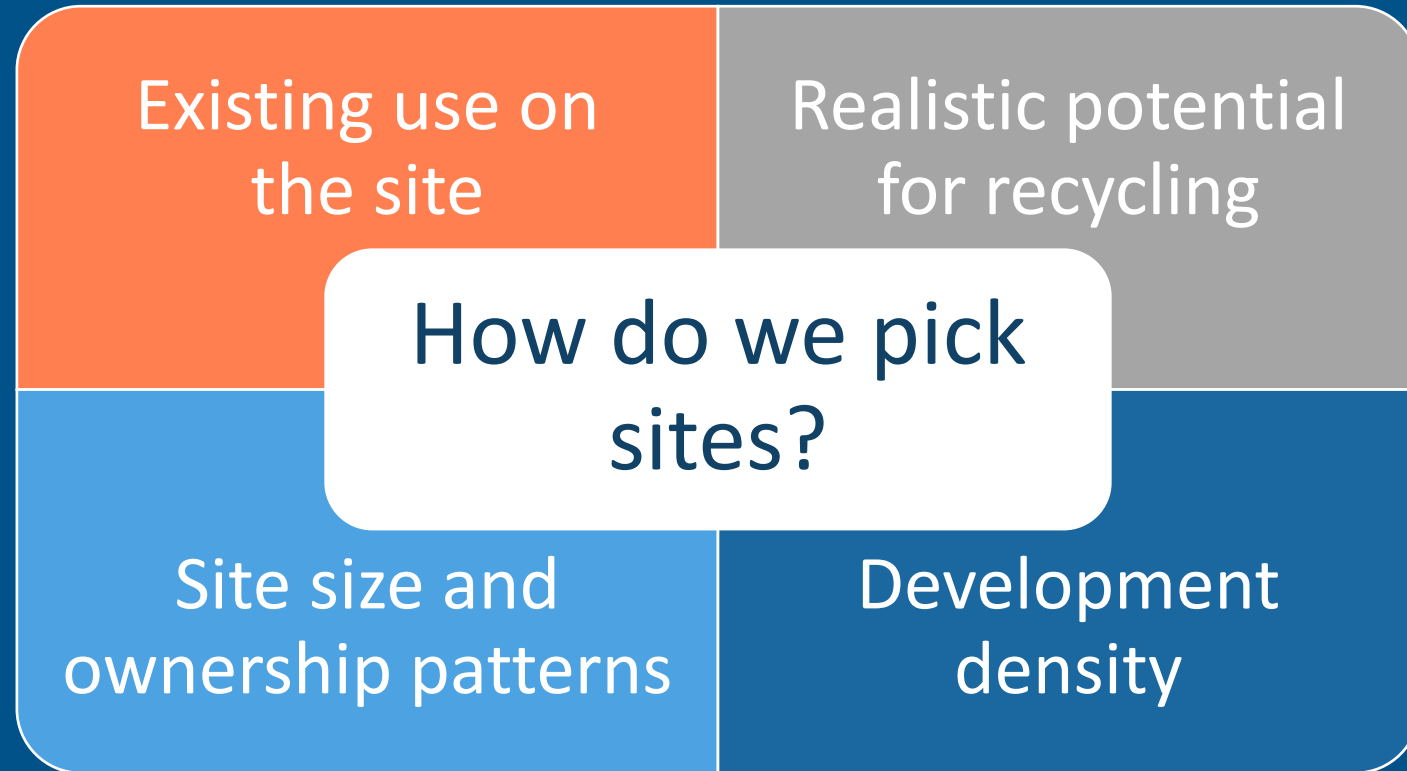 Existing use on
the site
Realistic potential
for recycling
How do we pick
sites?
Site size and
ownership patterns
Development
density